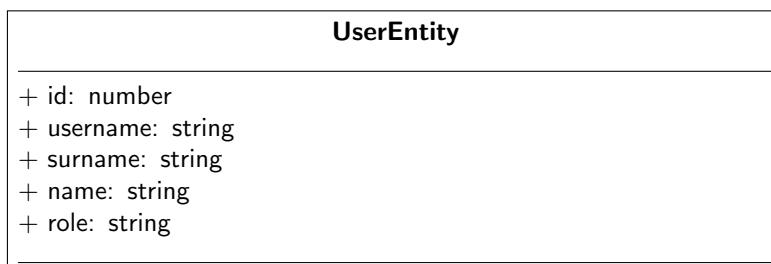 UserEntity
+ id: number
+ username: string
+ surname: string
+ name: string
+ role: string